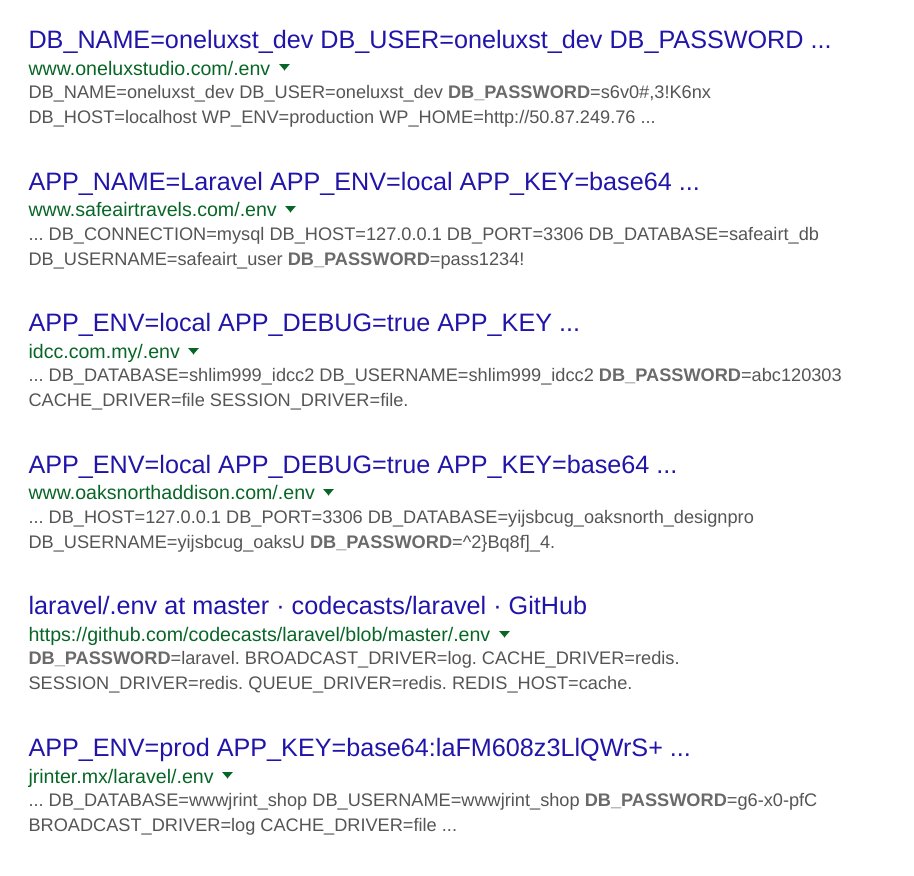 DB_NAME=oneluxst_dev DB_USER=oneluxst_dev DB_PASSWORD ...
www.oneluxstudio.com/.env
DB_NAME=oneluxst_dev DB_USER=oneluxst_dev DB_PASSWORD=s6v0#,3!K6nx
DB_HOST=localhost WP_ENV=production WP_HOME=http://50.87.249.76 ...
APP_NAME=Laravel APP_ENV=local APP_KEY=base64 ...
www.safeairtravels.com/.env
... DB_CONNECTION=mysql DB_HOST=127.0.0.1 DB_PORT=3306 DB_DATABASE=safeairt_db
DB_USERNAME=safeairt_user DB_PASSWORD=pass1234!
APP_ENV=local APP_DEBUG=true APP_KEY ...
idcc.com.my/.env
... DB_DATABASE=shlim999_idcc2 DB_USERNAME=shlim999_idcc2 DB_PASSWORD=abc120303
CACHE_DRIVER=file SESSION_DRIVER=file.
APP_ENV=local APP_DEBUG=true APP_KEY=base64 ...
www.oaksnorthaddison.com/.env
... DB_HOST=127.0.0.1 DB_PORT=3306 DB_DATABASE=yijsbcug_oaksnorth_designpro
DB_USERNAME=yijsbcug_oaksU DB_PASSWORD=^2}Bq8f]_4.
laravel/.env at master · codecasts/laravel · GitHub
https://github.com/codecasts/laravel/blob/master/.env
DB_PASSWORD=laravel. BROADCAST_DRIVER=log. CACHE_DRIVER=redis.
SESSION_DRIVER=redis. QUEUE_DRIVER=redis. REDIS_HOST=cache.
APP_ENV=prod APP_KEY=base64:laFM608z3LlQWrS+ ...
jrinter.mx/laravel/.env
... DB_DATABASE=wwwjrint_shop DB_USERNAME=wwwjrint_shop DB_PASSWORD=g6-x0-pfC
BROADCAST_DRIVER=log CACHE_DRIVER=file ...